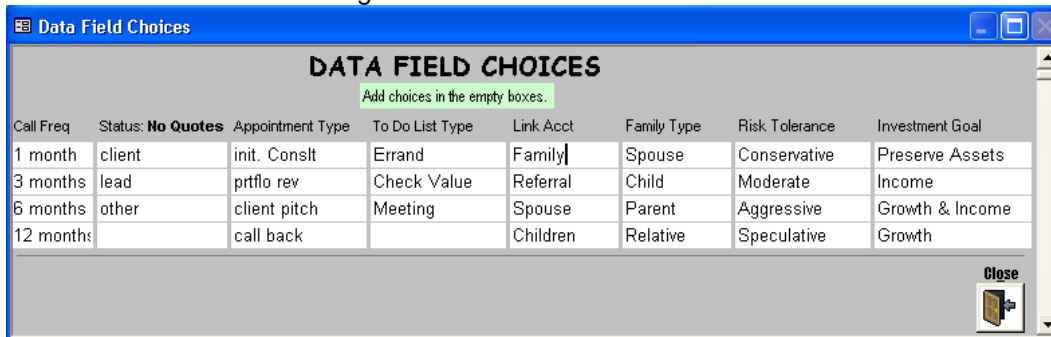 Data Field Choices
DATA FIELD CHOICES
Add choices in the empty boxes.
Call Freq Status: No Quotes Appointment Type To Do List Type Link Acct Family Type Risk Tolerance Investment Goal
1 month client init. Conslt Errand Family Spouse Conservative Preserve Assets
3 months lead prtflo rev Check Value Referral Child Moderate Income
6 months other client pitch Meeting Spouse Parent Aggressive Growth & Income
12 months call back Children Relative Speculative Growth
Close